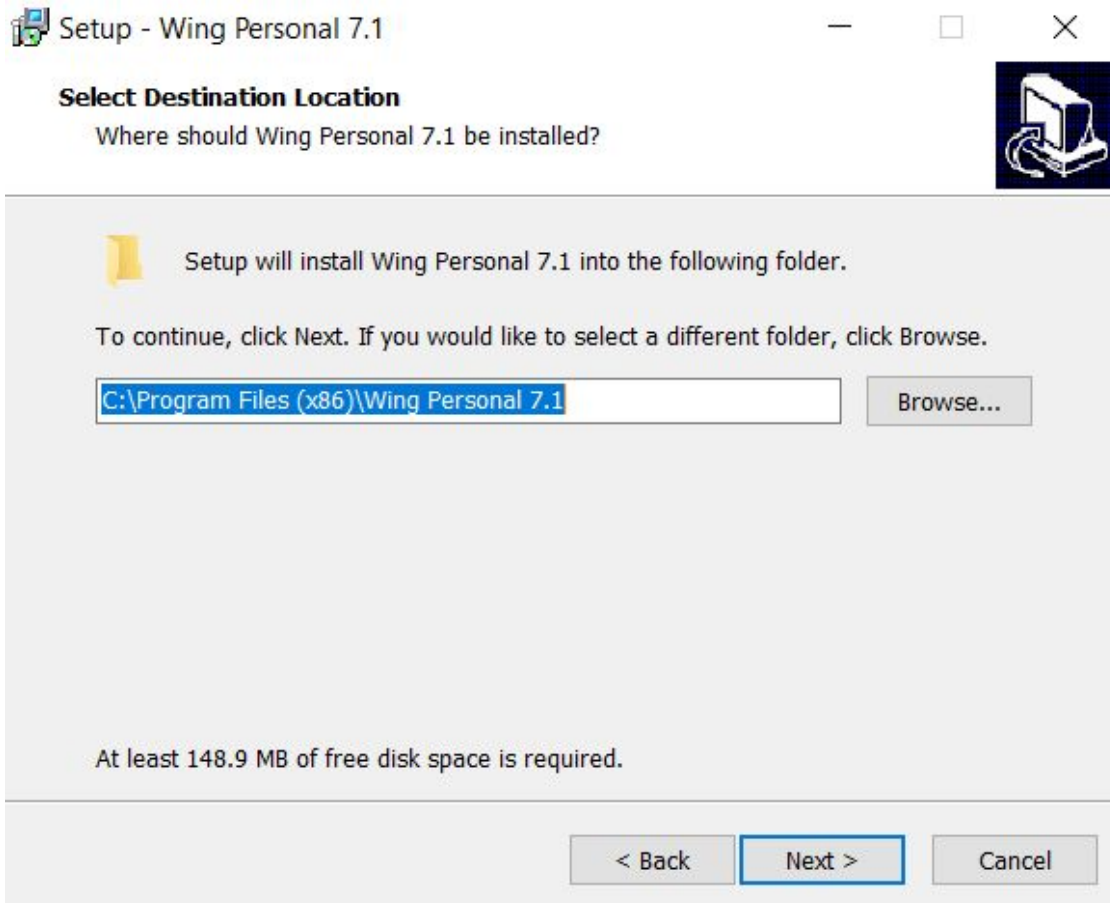 Setup - Wing Personal 7.1
Select Destination Location
Where should Wing Personal 7.1 be installed?
Setup will install Wing Personal 7.1 into the following folder.
To continue, click Next. If you would like to select a different folder, click Browse.
C:\Program Files (x86)\Wing Personal 7.1
Browse...
At least 148.9 MB of free disk space is required.
< Back
Next >
Cancel